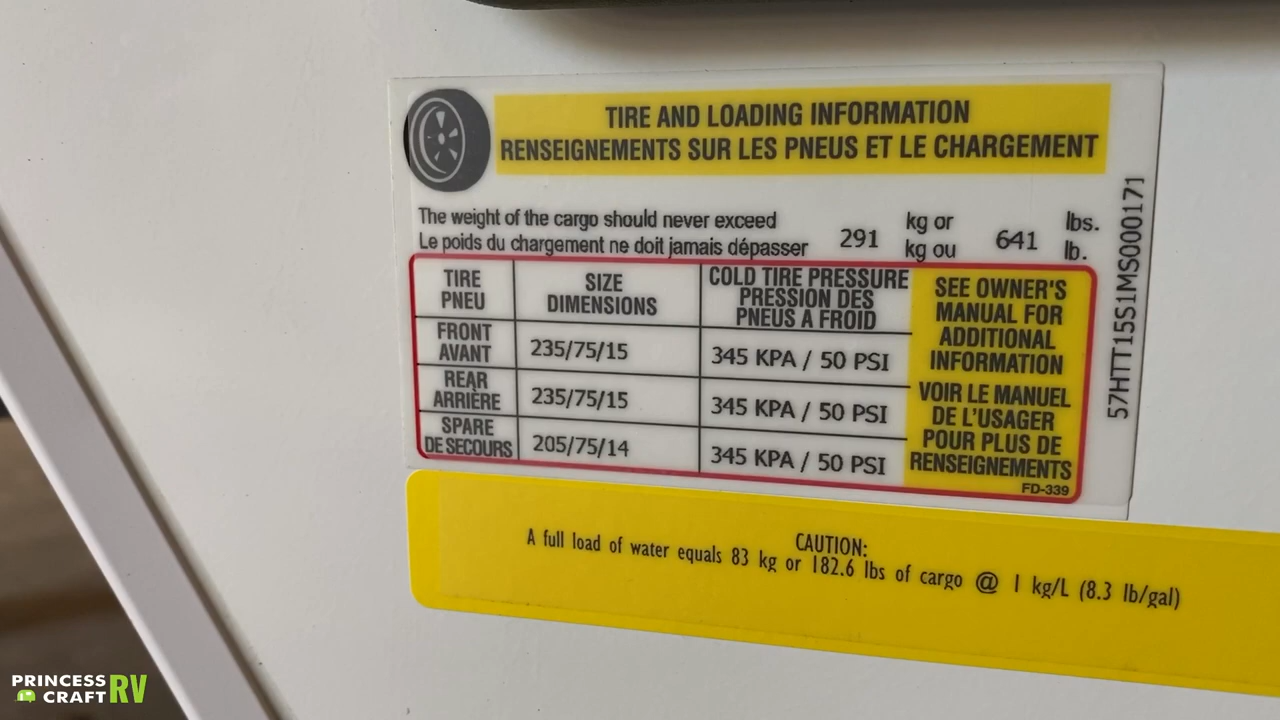 TIRE AND LOADING INFORMATION
RENSEIGNEMENTS SUR LES PNEUS ET LE CHARGEMENT
The weight of the cargo should never exceed 291 kg or 641 lbs.
Le poids du chargement ne doit jamais dépasser kg ou lb.
TIRE
PNEU
SIZE
DIMENSIONS
COLD TIRE PRESSURE
PRESSION DES
PNEUS A FROID
FRONT
AVANT
235/75/15
345 KPA / 50 PSI
REAR
ARRIÈRE
235/75/15
345 KPA / 50 PSI
SPARE
DE SECOURS
205/75/14
345 KPA / 50 PSI
SEE OWNER'S
MANUAL FOR
ADDITIONAL
INFORMATION
VOIR LE MANUEL
DE L'USAGER
POUR PLUS DE
RENSEIGNEMENTS
FD-339
57HTT15S1MS000171
CAUTION:
A full load of water equals 83 kg or 182.6 lbs of cargo @ 1 kg/L (8.3 lb/gal)
PRINCESS
CRAFT RV